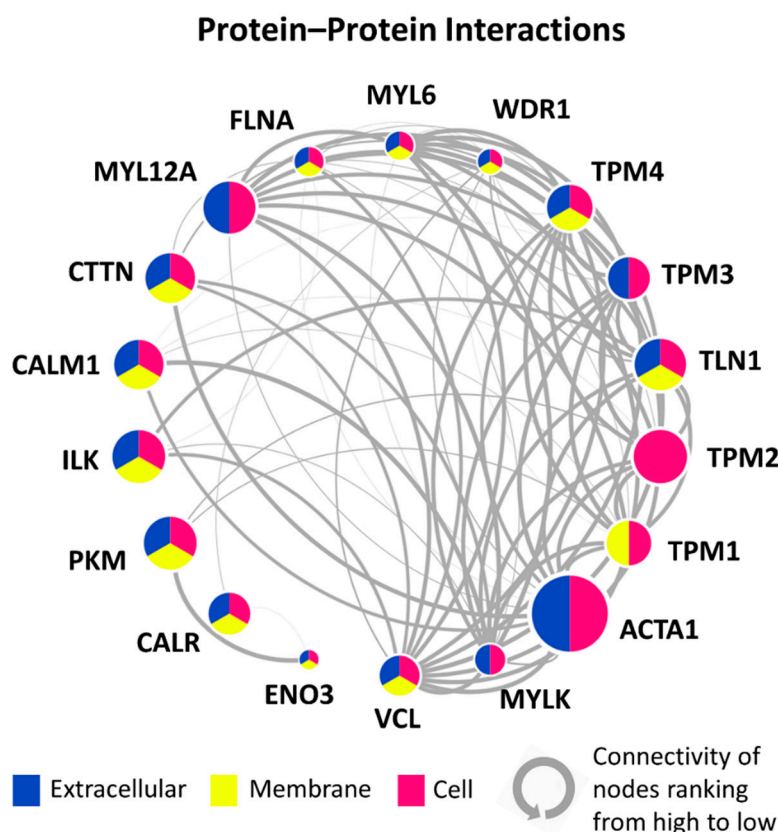 Protein–Protein Interactions
MYL6
WDR1
FLNA
TPM4
MYL12A
TPM3
CTTN
TLN1
CALM1
TPM2
ILK
TPM1
PKM
ACTA1
CALR
MYLK
ENO3
VCL
Extracellular
Membrane
Cell
Connectivity of
nodes ranking
from high to low